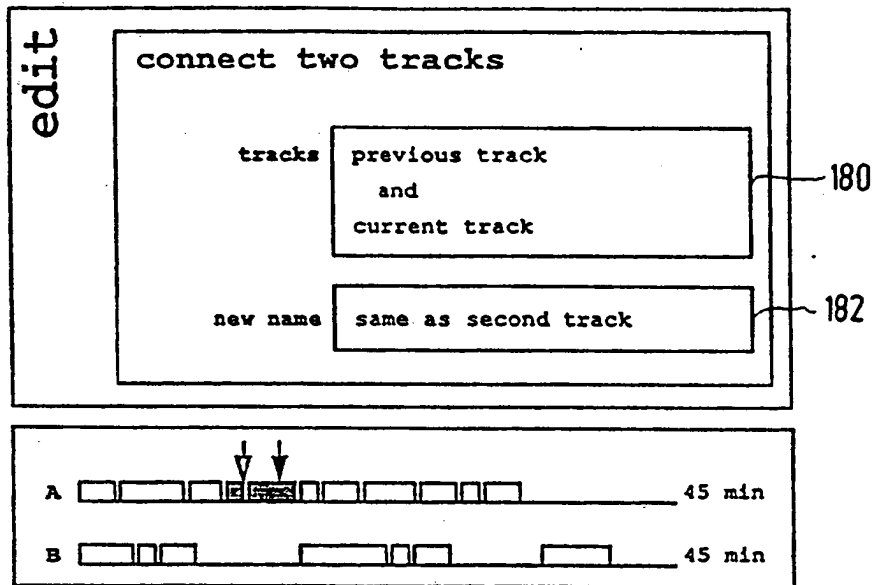 edit
connect two tracks
tracks
previous track
and
current track
180
new name
same as second track
182
A
45 min
B
45 min